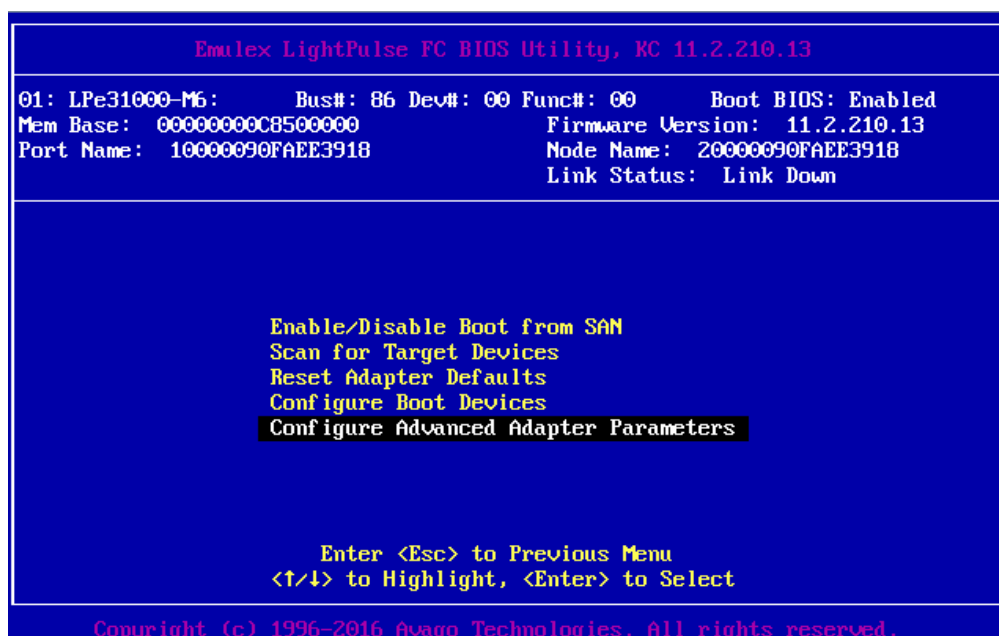 Emulex LightPulse FC BIOS Utility, KC 11.2.210.13
01: LPe31000-M6: Bus#: 86 Dev#: 00 Func#: 00 Boot BIOS: Enabled
Mem Base: 00000000C8500000 Firmware Version: 11.2.210.13
Port Name: 10000090FAEE3918 Node Name: 20000090FAEE3918
Link Status: Link Down
Enable/Disable Boot from SAN
Scan for Target Devices
Reset Adapter Defaults
Configure Boot Devices
Configure Advanced Adapter Parameters
Enter <Esc> to Previous Menu
<↑/↓> to Highlight, <Enter> to Select
Copyright (c) 1996-2016 Avago Technologies. All rights reserved.